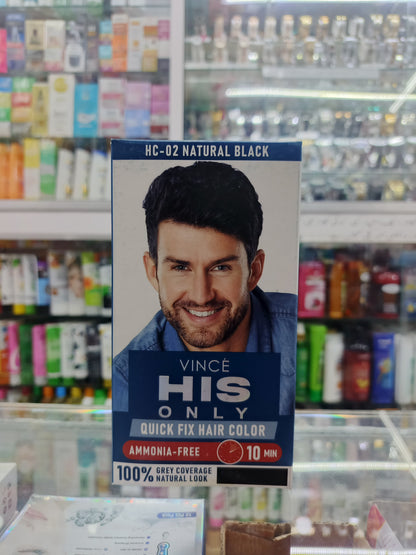 HC-02 NATURAL BLACK
VINCÉ
HIS
ONLY
QUICK FIX HAIR COLOR
AMMONIA-FREE 10 MIN
100% GREY COVERAGE
NATURAL LOOK